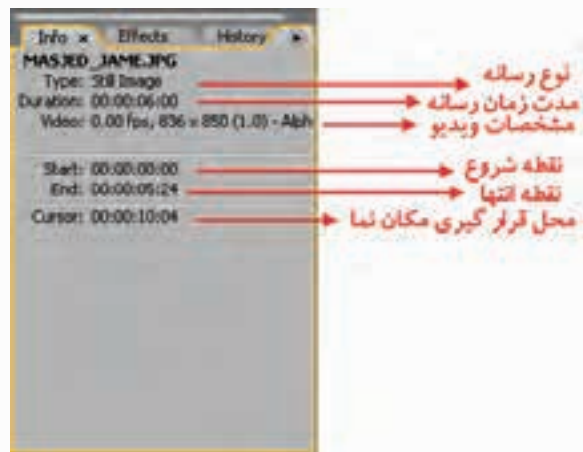 Info × Effects History
MASJED_JAME.JPG
Type: Still Image
Duration: 00:00:06:00
Video: 0.00 fps, 836 x 850 (1.0) - Alph
Start: 00:00:00:00
End: 00:00:05:24
Cursor: 00:00:10:04
نوع رسانه
مدت زمان رسانه
مشخصات ویدیو
نقطه شروع
نقطه انتها
محل قرار گیری مکان نما